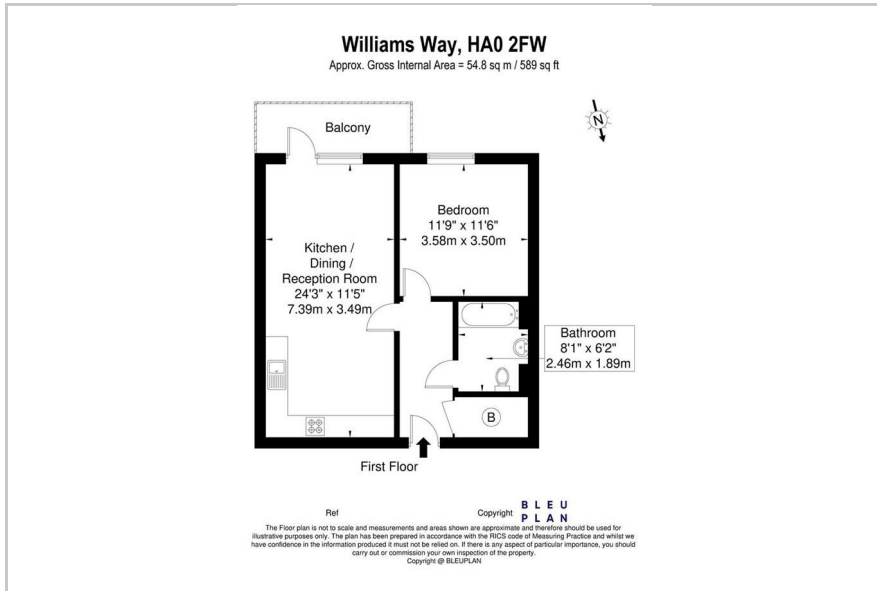 Williams Way, HA0 2FW
Approx. Gross Internal Area = 54.8 sq m / 589 sq ft
N
Balcony
Bedroom
11'9" x 11'6"
3.58m x 3.50m
Kitchen /
Dining /
Reception Room
24'3" x 11'5"
7.39m x 3.49m
Bathroom
8'1" x 6'2"
2.46m x 1.89m
B
First Floor
Ref
Copyright
BLEU
PLAN
The Floor plan is not to scale and measurements and areas shown are approximate and therefore should be used for
illustrative purposes only. The plan has been prepared in accordance with the RICS code of Measuring Practice and whilst we
have confidence in the information produced it must not be relied on. If there is any aspect of particular importance, you should
carry out or commission your own inspection of the property.
Copyright @ BLEUPLAN